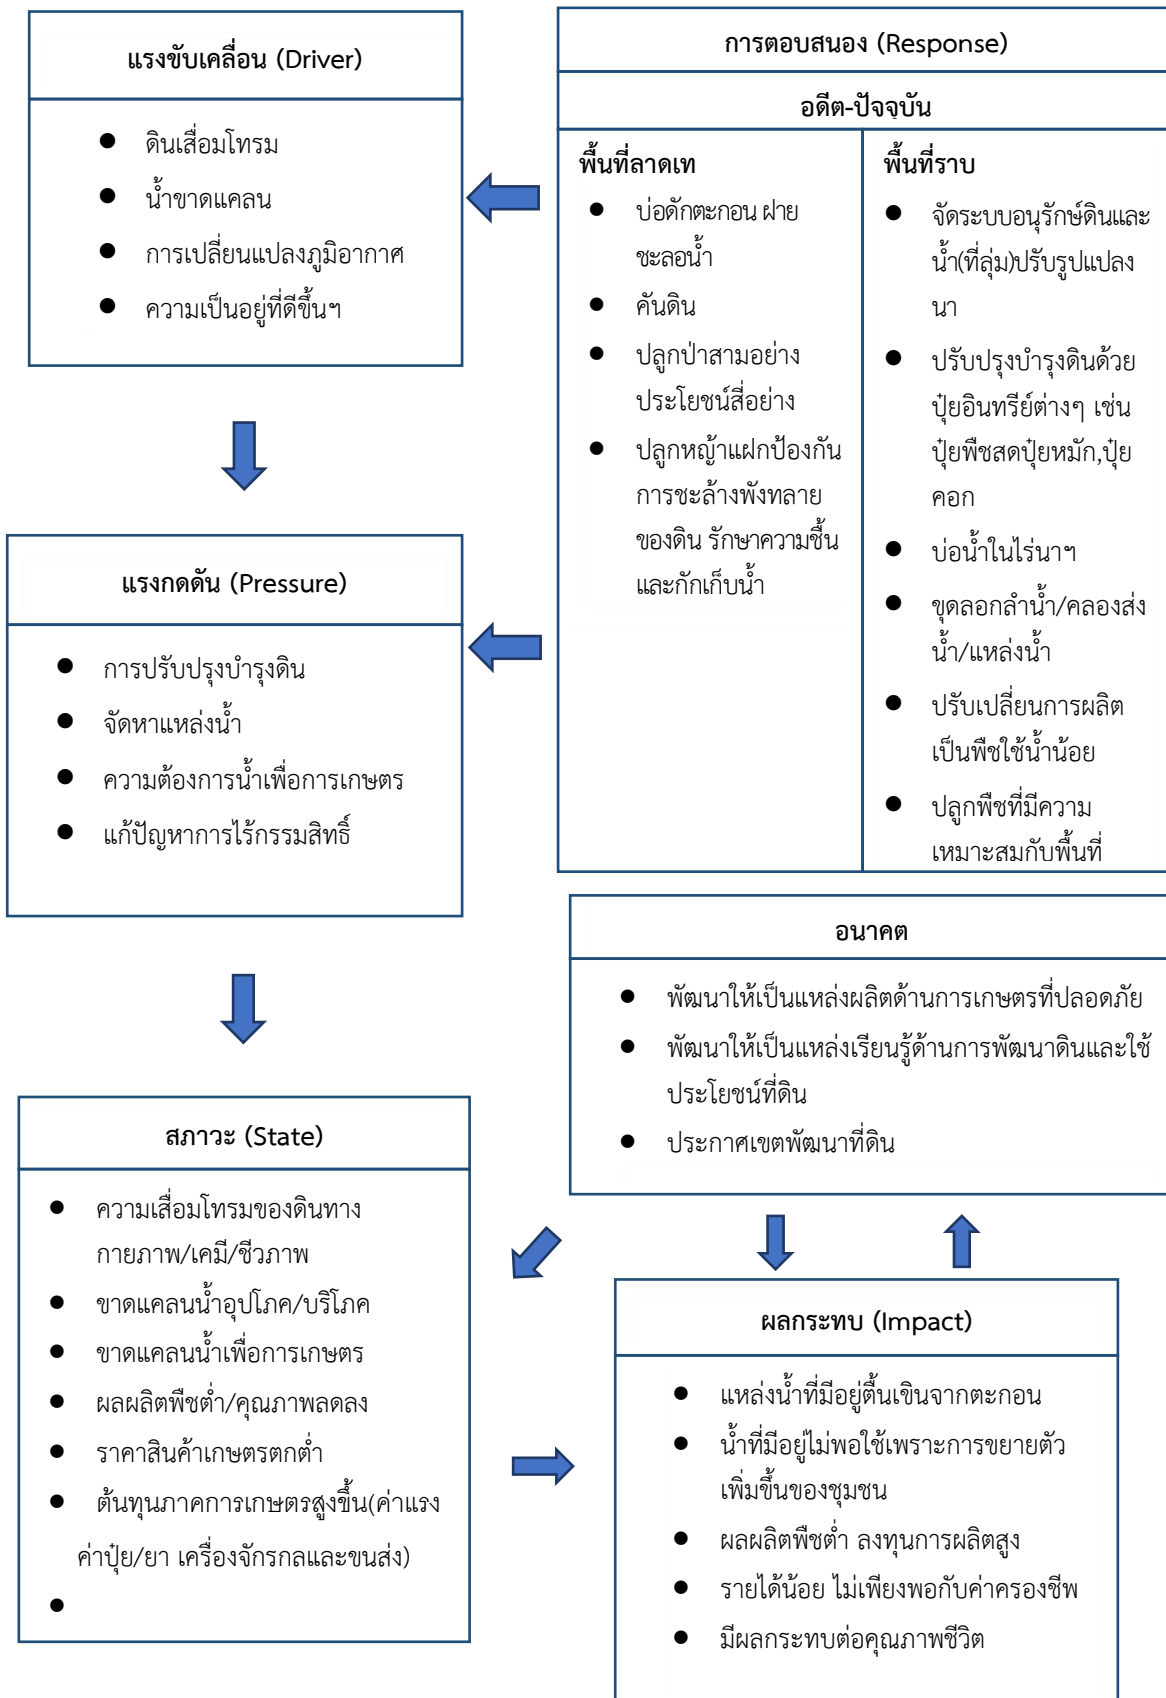 แรงขับเคลื่อน (Driver)
ดินเสื่อมโทรม
น้ำขาดแคลน
การเปลี่ยนแปลงภูมิอากาศ
ความเป็นอยู่ที่ดีขึ้นฯ
การตอบสนอง (Response)
อดีต-ปัจจุบัน
พื้นที่ลาดเท
บ่อดักตะกอน ฝาย
ชะลอน้ำ
คันดิน
ปลูกป่าสามอย่าง
ประโยชน์สี่อย่าง
ปลูกหญ้าแฝกป้องกัน
การชะล้างพังทลาย
ของดิน รักษาความชื้น
และกักเก็บน้ำ
พื้นที่ราบ
จัดระบบอนุรักษ์ดินและ
น้ำ(ที่ลุ่ม)ปรับรูปแปลง
นา
ปรับปรุงบำรุงดินด้วย
ปุ๋ยอินทรีย์ต่างๆ เช่น
ปุ๋ยพืชสดปุ๋ยหมัก,ปุ๋ย
คอก
บ่อน้ำในไร่นาฯ
ขุดลอกลำน้ำ/คลองส่ง
น้ำ/แหล่งน้ำ
ปรับเปลี่ยนการผลิต
เป็นพืชใช้น้ำน้อย
ปลูกพืชที่มีความ
เหมาะสมกับพื้นที่
แรงกดดัน (Pressure)
การปรับปรุงบำรุงดิน
จัดหาแหล่งน้ำ
ความต้องการน้ำเพื่อการเกษตร
แก้ปัญหาการไร้กรรมสิทธิ์
อนาคต
พัฒนาให้เป็นแหล่งผลิตด้านการเกษตรที่ปลอดภัย
พัฒนาให้เป็นแหล่งเรียนรู้ด้านการพัฒนาดินและใช้
ประโยชน์ที่ดิน
ประกาศเขตพัฒนาที่ดิน
สภาวะ (State)
ความเสื่อมโทรมของดินทาง
กายภาพ/เคมี/ชีวภาพ
ขาดแคลนน้ำอุปโภค/บริโภค
ขาดแคลนน้ำเพื่อการเกษตร
ผลผลิตพืชต่ำ/คุณภาพลดลง
ราคาสินค้าเกษตรตกต่ำ
ต้นทุนภาคการเกษตรสูงขึ้น(ค่าแรง
ค่าปุ๋ย/ยา เครื่องจักรกลและขนส่ง)
ผลกระทบ (Impact)
แหล่งน้ำที่มีอยู่ตื้นเขินจากตะกอน
น้ำที่มีอยู่ไม่พอใช้เพราะการขยายตัว
เพิ่มขึ้นของชุมชน
ผลผลิตพืชต่ำ ลงทุนการผลิตสูง
รายได้น้อย ไม่เพียงพอกับค่าครองชีพ
มีผลกระทบต่อคุณภาพชีวิต